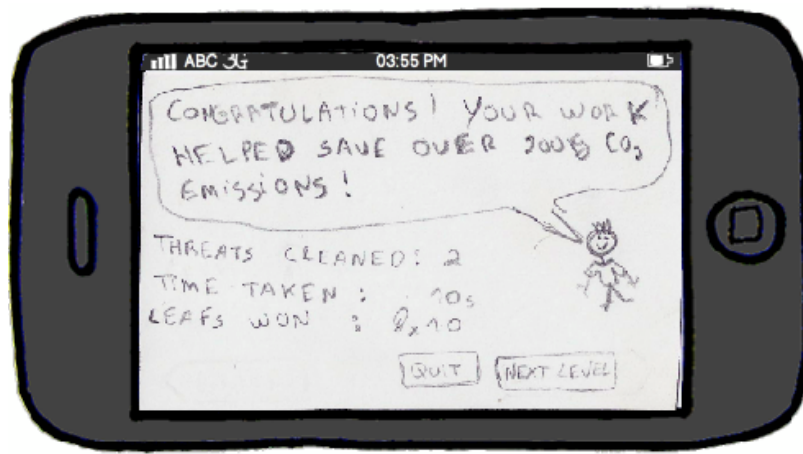 ABC 3G 03:55 PM
CONGRATULATIONS! YOUR WORK
HELPED SAVE OVER 200G CO2
EMISSIONS!
THREATS CLEANED: 2
TIME TAKEN : 10s
LEAFS WON : x10
QUIT NEXT LEVEL